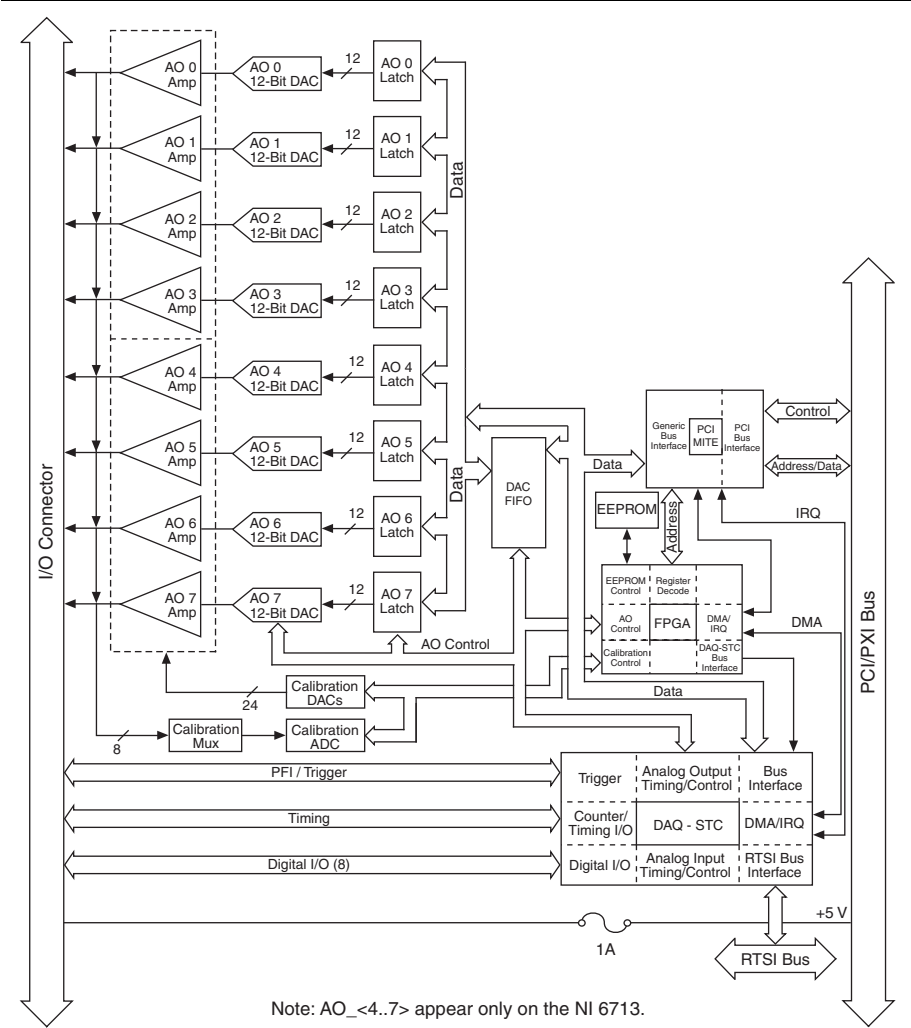 AO 0
Amp
AO 0
12-Bit DAC
12
AO 0
Latch
AO 1
Amp
AO 1
12-Bit DAC
12
AO 1
Latch
Data
AO 2
Amp
AO 2
12-Bit DAC
12
AO 2
Latch
AO 3
Amp
AO 3
12-Bit DAC
12
AO 3
Latch
AO 4
Amp
AO 4
12-Bit DAC
12
AO 4
Latch
AO 5
Amp
AO 5
12-Bit DAC
12
AO 5
Latch
Data
AO 6
Amp
AO 6
12-Bit DAC
12
AO 6
Latch
AO 7
Amp
AO 7
12-Bit DAC
12
AO 7
Latch
I/O Connector
DAC
FIFO
Data
Generic
Bus
Interface
PCI
MITE
PCI
Bus
Interface
Control
Address/Data
IRQ
EEPROM
Address
EEPROM
Control
Register
Decode
AO
Control
FPGA
DMA/
IRQ
Calibration
Control
DAQ-STC
Bus
Interface
DMA
PCI/PXI Bus
AO Control
Data
24
Calibration
DACs
8
Calibration
Mux
Calibration
ADC
PFI / Trigger
Timing
Digital I/O (8)
Trigger
Analog Output
Timing/Control
Bus
Interface
Counter/
Timing I/O
DAQ - STC
DMA/IRQ
Digital I/O
Analog Input
Timing/Control
RTSI Bus
Interface
+5 V
1A
RTSI Bus
Note: AO_<4..7> appear only on the NI 6713.